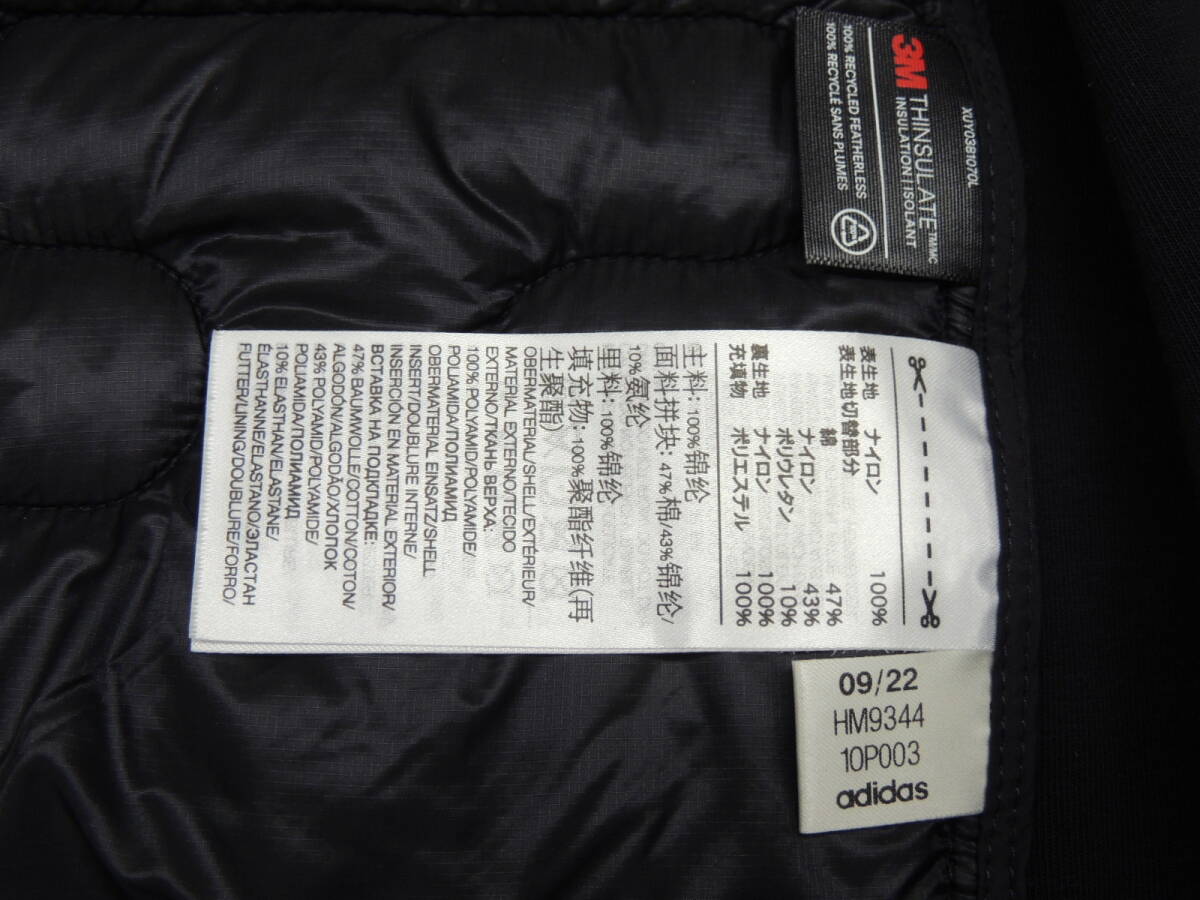 3M
THINSULATE™/MC
INSULATION | ISOLANT
100% RECYCLED FEATHERLESS
100% RECYCLÉ SANS PLUMES
XUY0381070L
表生地 ナイロン 100%
表生地切替部分
綿 47%
ナイロン 43%
ポリウレタン 10%
裏生地 ナイロン 100%
充填物 ポリエステル 100%
主料: 100%锦纶
面料拼块: 47%棉/43%锦纶/
10%氨纶
里料: 100%锦纶
填充物: 100%聚酯纤维(再
生聚酯)
OBERMATERIAL/SHELL/EXTÉRIEUR/
MATERIAL EXTERNO/TECIDO
EXTERNO/ТКАНЬ ВЕРХА:
100% POLYAMID/POLYAMIDE/
POLIAMIDA/ПОЛИАМИД
OBERMATERIAL EINSATZ/SHELL
INSERT/DOUBLURE INTERNE/
INSERCIÓN EN MATERIAL EXTERIOR/
ВСТАВКА НА ПОДКЛАДКЕ:
47% BAUMWOLLE/COTTON/COTON/
ALGODÓN/ALGODÃO/ХЛОПОК
43% POLYAMID/POLYAMIDE/
POLIAMIDA/ПОЛИАМИД
10% ELASTHAN/ELASTANE/
ÉLASTHANNE/ELASTANO/ЭЛАСТАН
FUTTER/LINING/DOUBLURE/FORRO/
09/22
HM9344
10P003
adidas